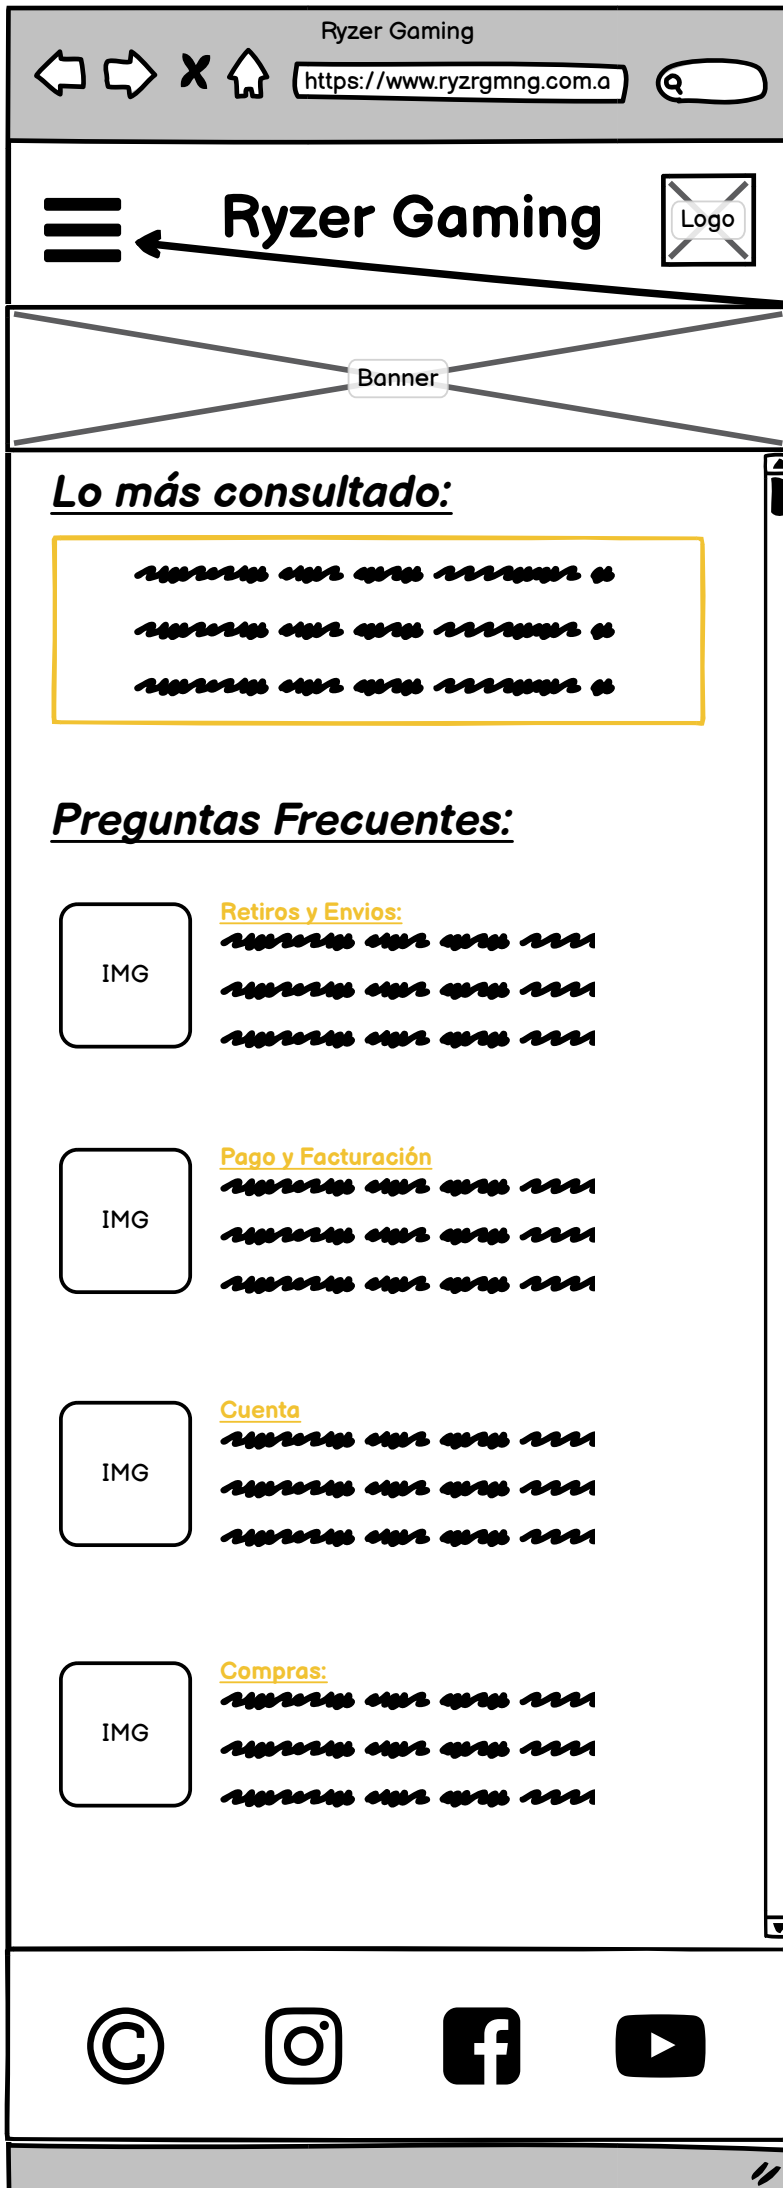 Ryzer Gaming
https://www.ryzrgmng.com.a
Ryzer Gaming
Logo
Banner
Lo más consultado:
Preguntas Frecuentes:
Retiros y Envios:
IMG
Pago y Facturación
IMG
Cuenta
IMG
Compras:
IMG